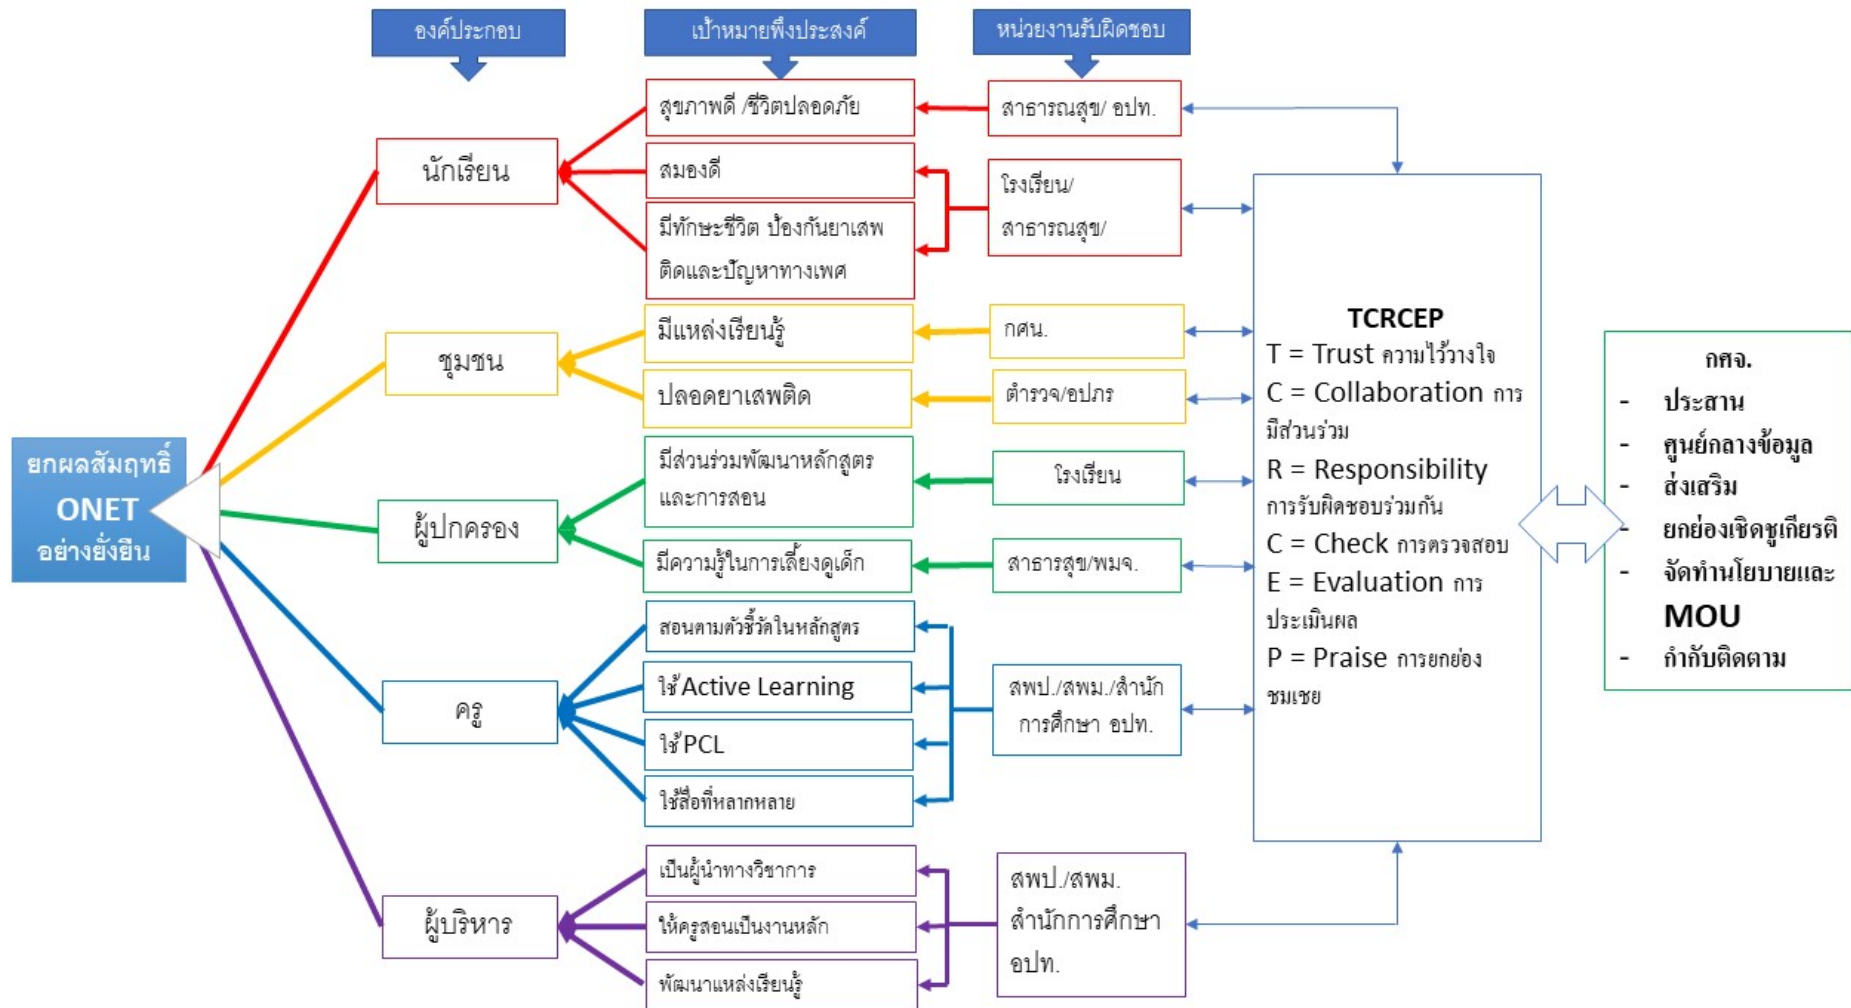 องค์ประกอบ
เป้าหมายพึงประสงค์
หน่วยงานรับผิดชอบ
ยกผลสัมฤทธิ์
ONET
อย่างยั่งยืน
นักเรียน
สุขภาพดี /ชีวิตปลอดภัย
สาธารณสุข/ อปท.
สมองดี
มีทักษะชีวิต ป้องกันยาเสพ
ติดและปัญหาทางเพศ
โรงเรียน/
สาธารณสุข/
ชุมชน
มีแหล่งเรียนรู้
กศน.
ปลอดยาเสพติด
ตำรวจ/อปภร
ผู้ปกครอง
มีส่วนร่วมพัฒนาหลักสูตร
และการสอน
โรงเรียน
มีความรู้ในการเลี้ยงดูเด็ก
สาธารสุข/พมจ.
ครู
สอนตามตัวชี้วัดในหลักสูตร
ใช้ Active Learning
ใช้ PCL
ใช้สื่อที่หลากหลาย
สพป./สพม./สำนัก
การศึกษา อปท.
ผู้บริหาร
เป็นผู้นำทางวิชาการ
ให้ครูสอนเป็นงานหลัก
พัฒนาแหล่งเรียนรู้
สพป./สพม.
สำนักการศึกษา
อปท.
TCRCEP
T = Trust ความไว้วางใจ
C = Collaboration การ
มีส่วนร่วม
R = Responsibility
การรับผิดชอบร่วมกัน
C = Check การตรวจสอบ
E = Evaluation การ
ประเมินผล
P = Praise การยกย่อง
ชมเชย
กศจ.
- ประสาน
- ศูนย์กลางข้อมูล
- ส่งเสริม
- ยกย่องเชิดชูเกียรติ
- จัดทำนโยบายและ
MOU
- กำกับติดตาม